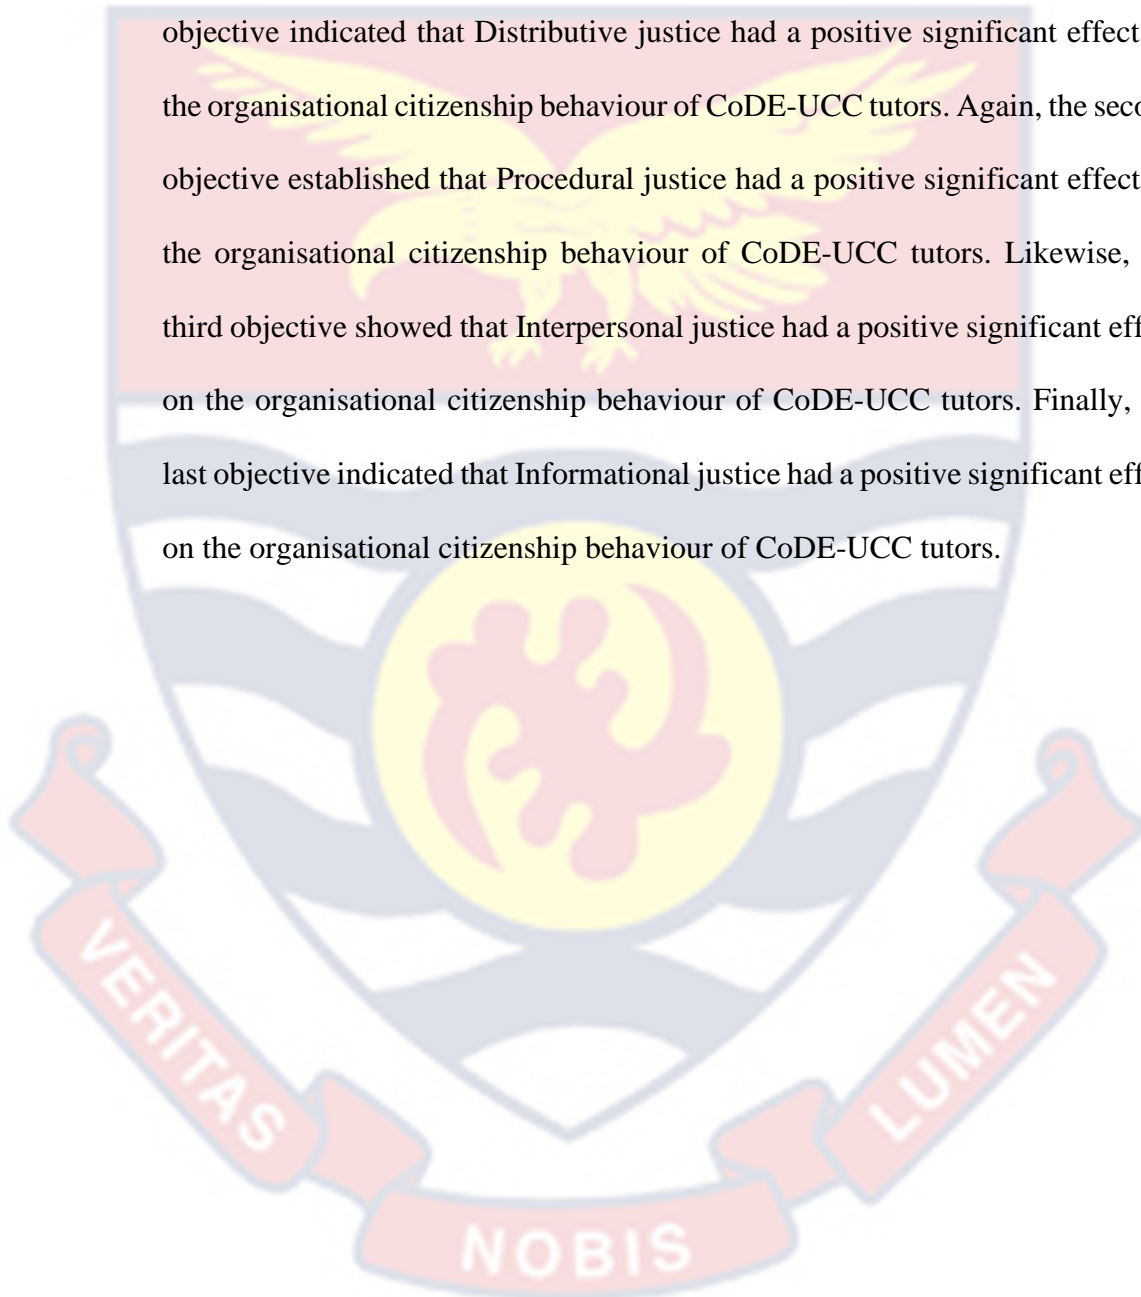 objective indicated that Distributive justice had a positive significant effect
the organisational citizenship behaviour of CoDE-UCC tutors. Again, the seco
objective established that Procedural justice had a positive significant effect
the organisational citizenship behaviour of CoDE-UCC tutors. Likewise,
third objective showed that Interpersonal justice had a positive significant eff
on the organisational citizenship behaviour of CoDE-UCC tutors. Finally,
last objective indicated that Informational justice had a positive significant eff
on the organisational citizenship behaviour of CoDE-UCC tutors.
VERITAS
NOBIS
LUMEN